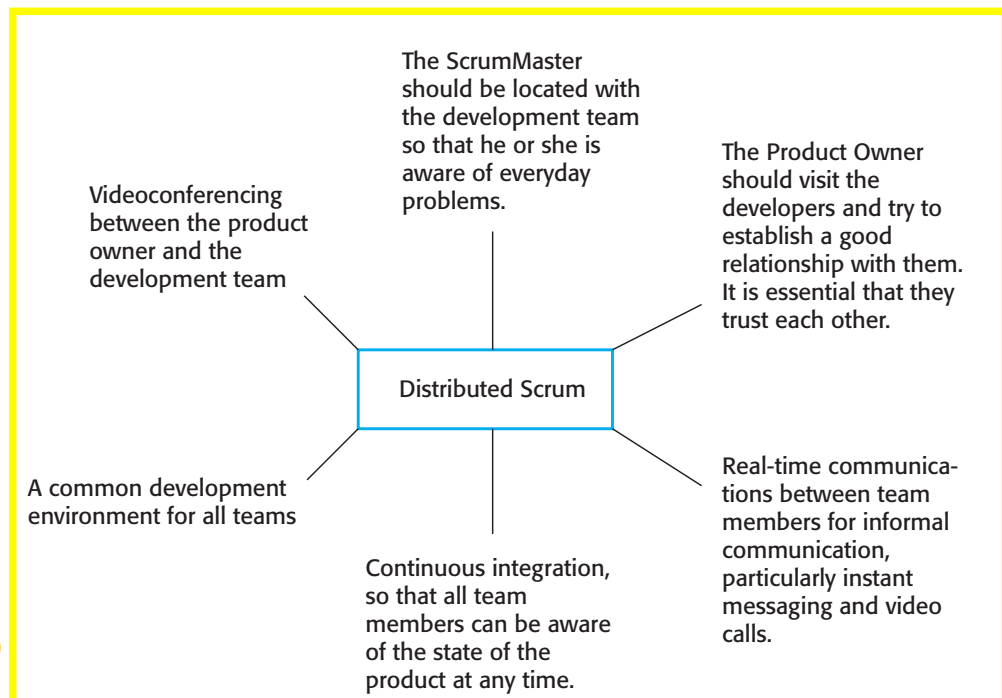 The ScrumMaster
should be located with
the development team
so that he or she is
aware of everyday
problems.
Videoconferencing
between the product
owner and the
development team
The Product Owner
should visit the
developers and try to
establish a good
relationship with them.
It is essential that they
trust each other.
Distributed Scrum
A common development
environment for all teams
Continuous integration,
so that all team
members can be aware
of the state of the
product at any time.
Real-time communica-
tions between team
members for informal
communication,
particularly instant
messaging and video
calls.